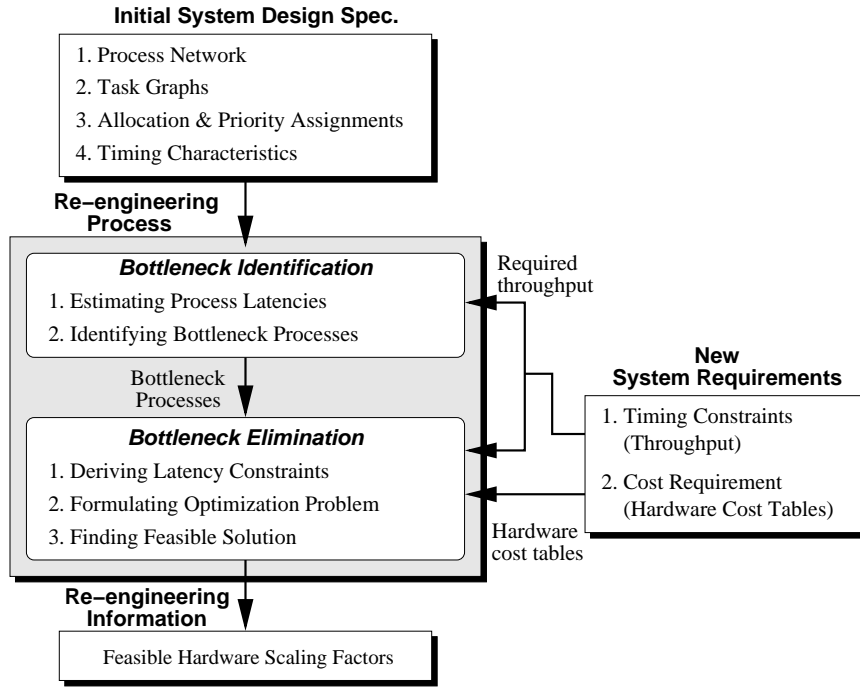 Initial System Design Spec.
1. Process Network
2. Task Graphs
3. Allocation & Priority Assignments
4. Timing Characteristics
Re−engineering
Process
Bottleneck Identification
1. Estimating Process Latencies
2. Identifying Bottleneck Processes
Required
throughput
Bottleneck
Processes
New
System Requirements
1. Timing Constraints
(Throughput)
2. Cost Requirement
(Hardware Cost Tables)
Bottleneck Elimination
1. Deriving Latency Constraints
2. Formulating Optimization Problem
3. Finding Feasible Solution
Hardware
cost tables
Re−engineering
Information
Feasible Hardware Scaling Factors